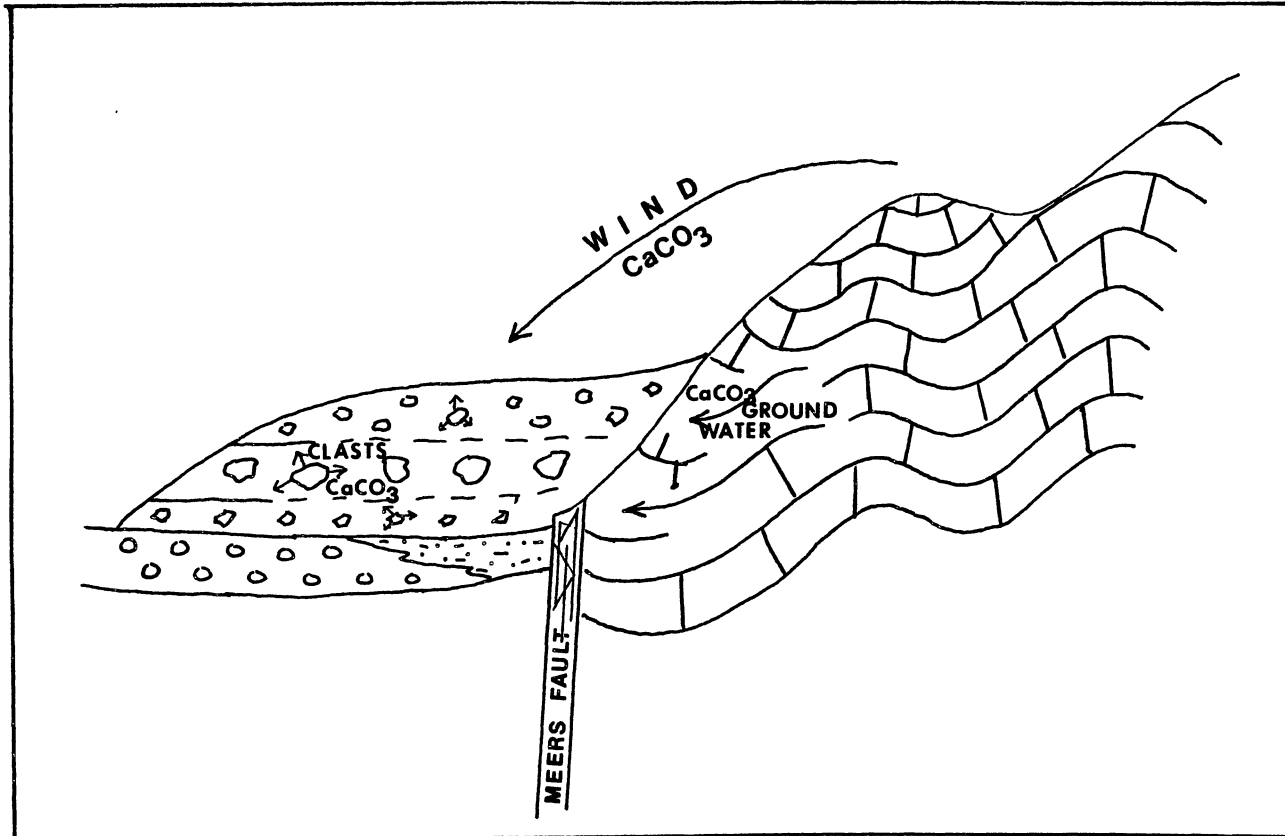 WIND
CaCO3
CaCO3
GROUND
WATER
CLASTS
CaCO3
MEERS FAULT